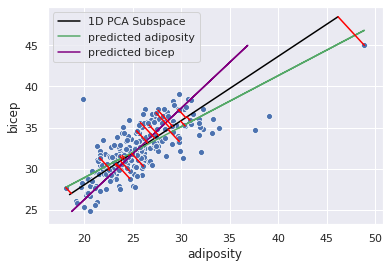 1D PCA Subspace
predicted adiposity
predicted bicep
45
40
35
30
25
bicep
20 25 30 35 40 45 50
adiposity